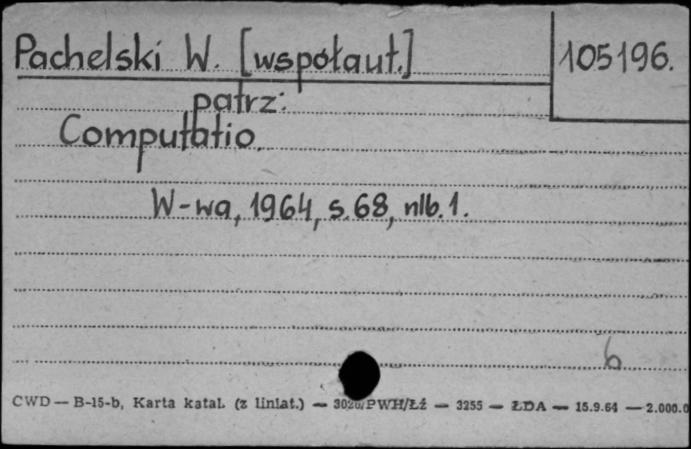 Pachelski W. [współaut.] 105196.
patrz:
Computatio.
W-wa, 1964, s. 68, nlb. 1.
6
CWD — B-15-b, Karta katal. (z liniat.) — PWH/Łź — 3255 — ŁDA — 15.9.64 — 2.000.0